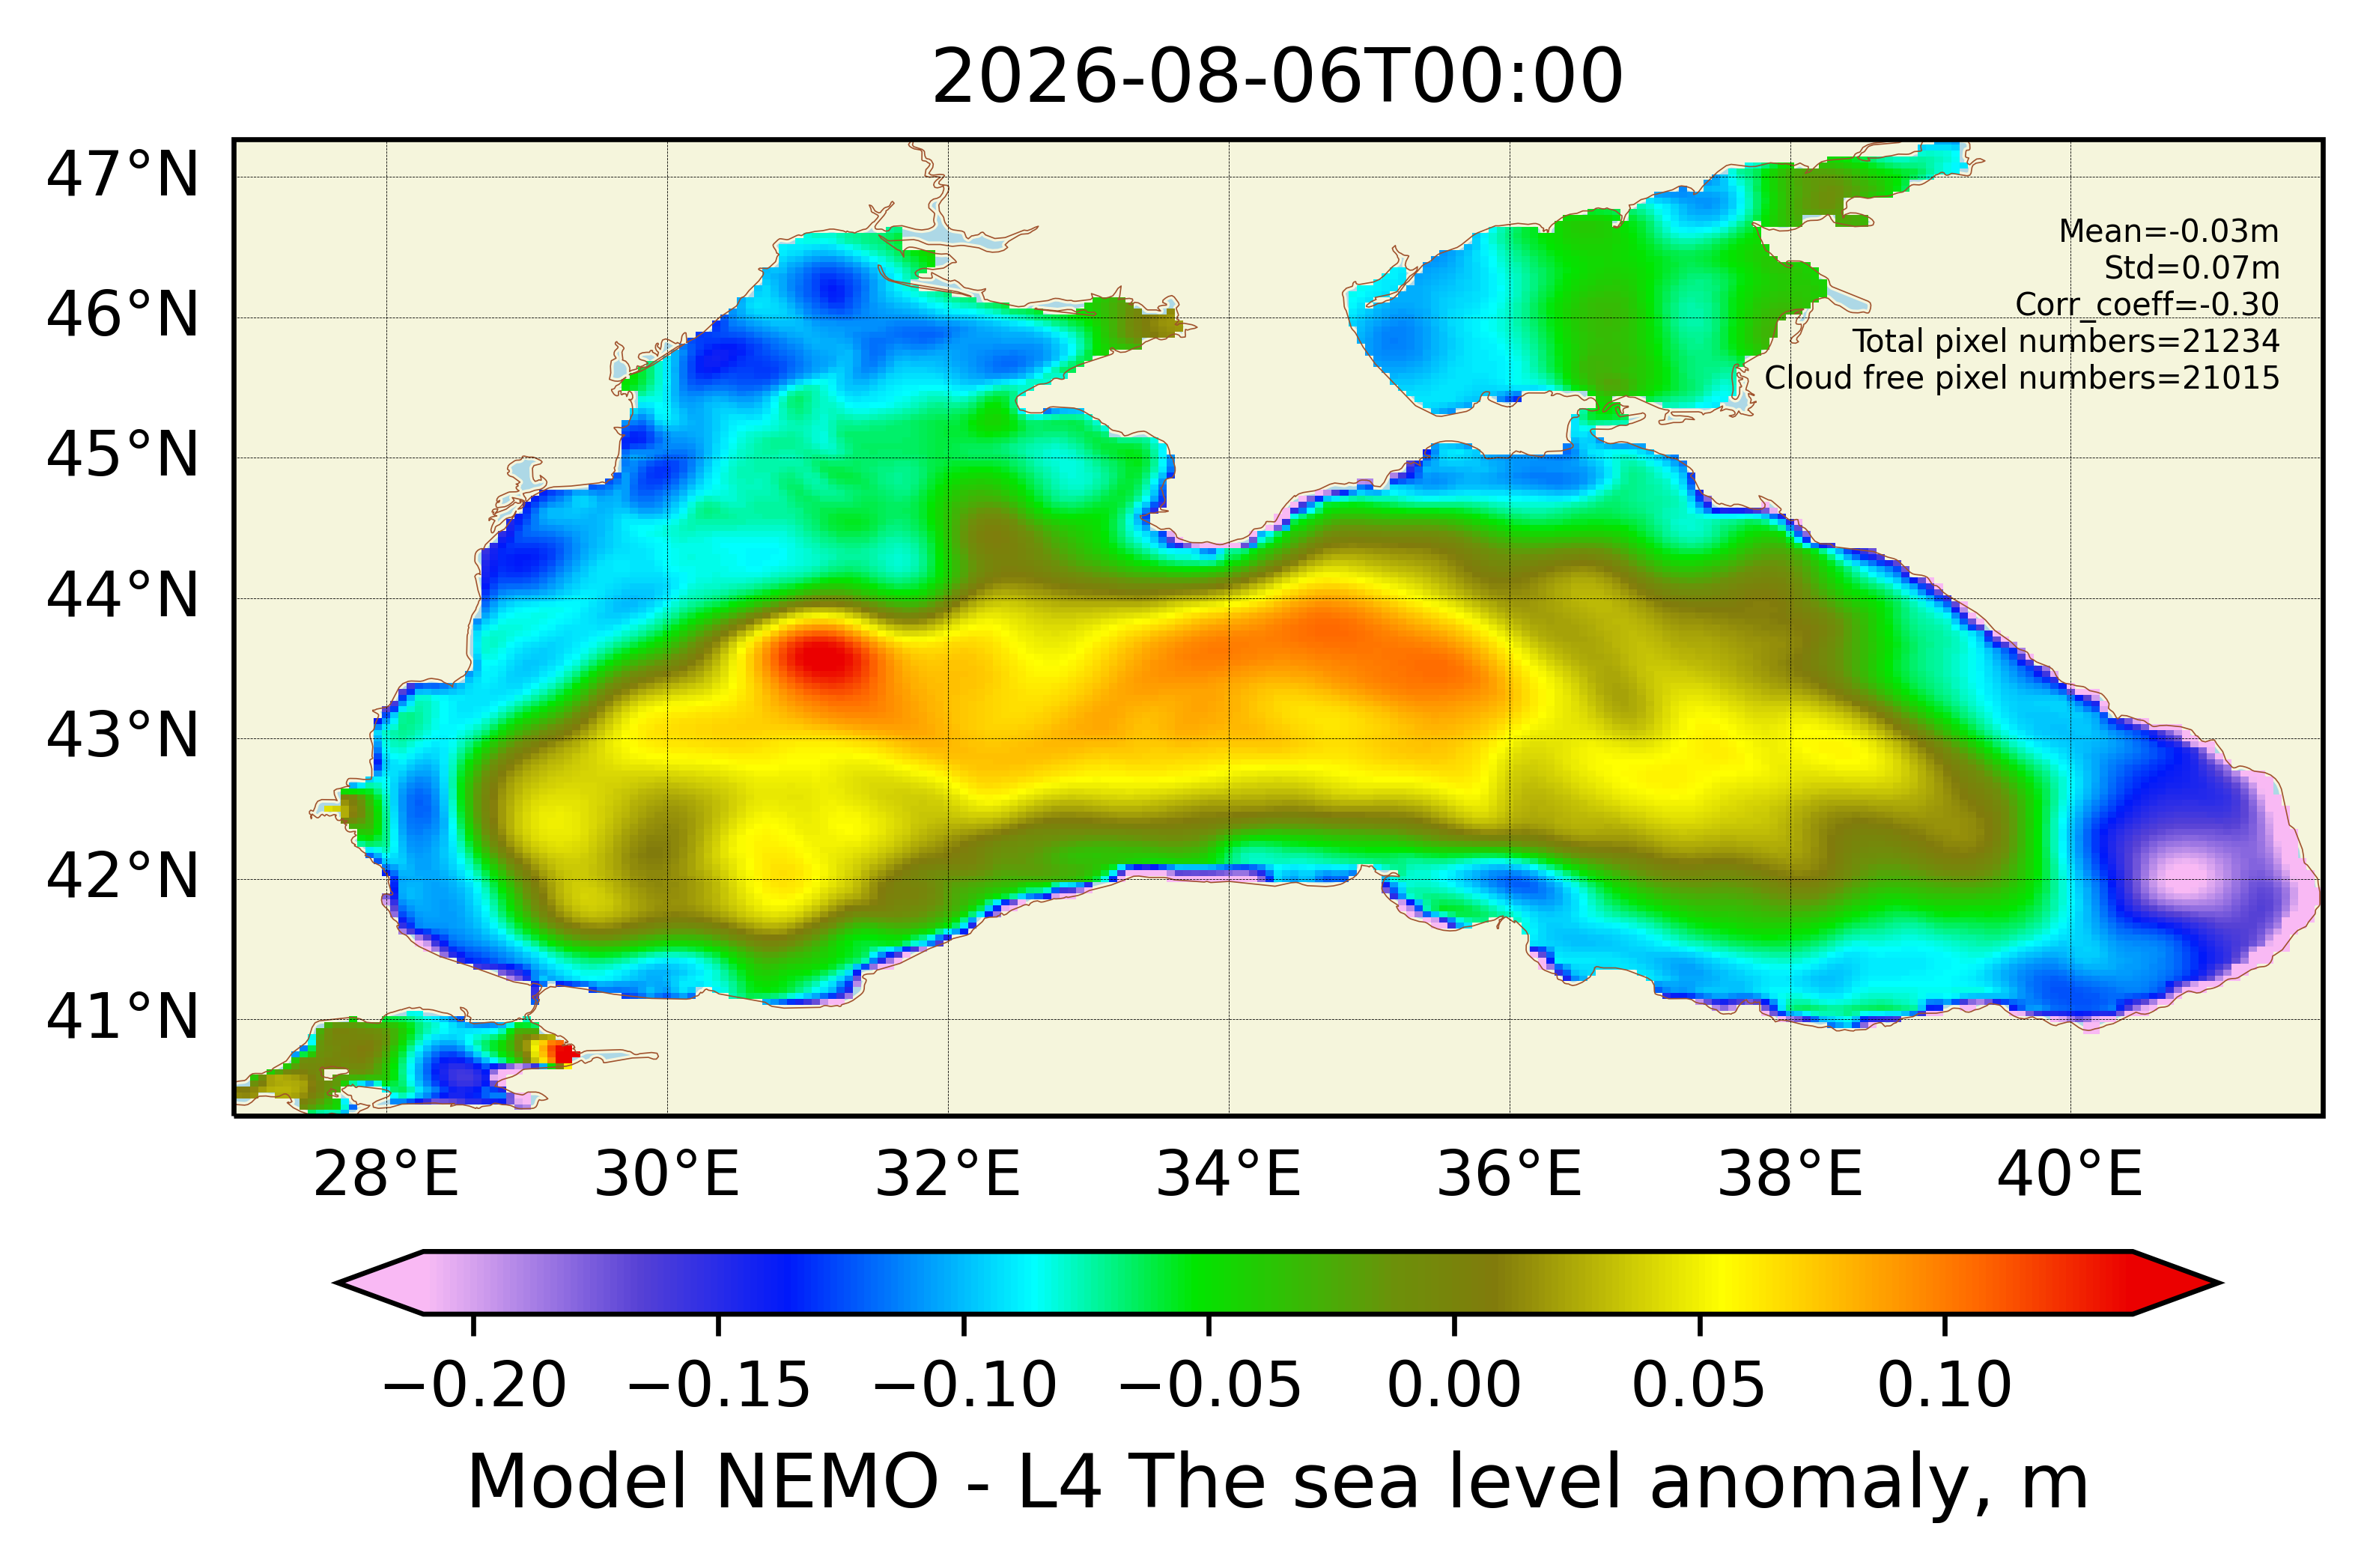 2026-08-06T00:00
47°N
46°N
45°N
44°N
43°N
42°N
41°N
Mean=-0.03m
Std=0.07m
Corr_coeff=-0.30
Total pixel numbers=21234
Cloud free pixel numbers=21015
28°E 30°E 32°E 34°E 36°E 38°E 40°E
−0.20 −0.15 −0.10 −0.05 0.00 0.05 0.10
Model NEMO - L4 The sea level anomaly, m